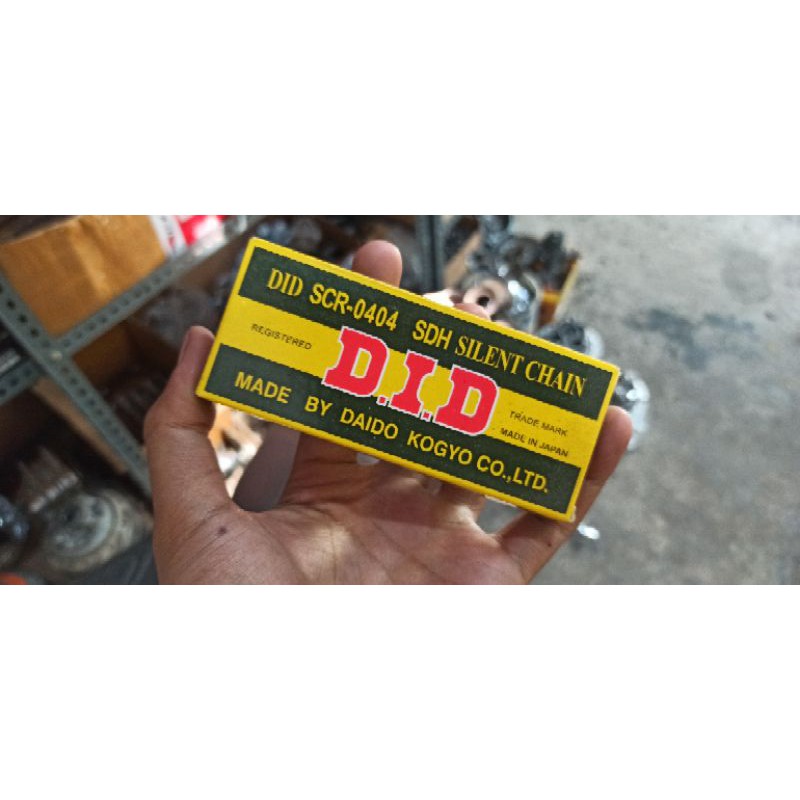 DID SCR-0404 SDH SILENT CHAIN
REGISTERED
D.I.D
TRADE MARK
MADE IN JAPAN
MADE BY DAIDO KOGYO CO.,LTD.